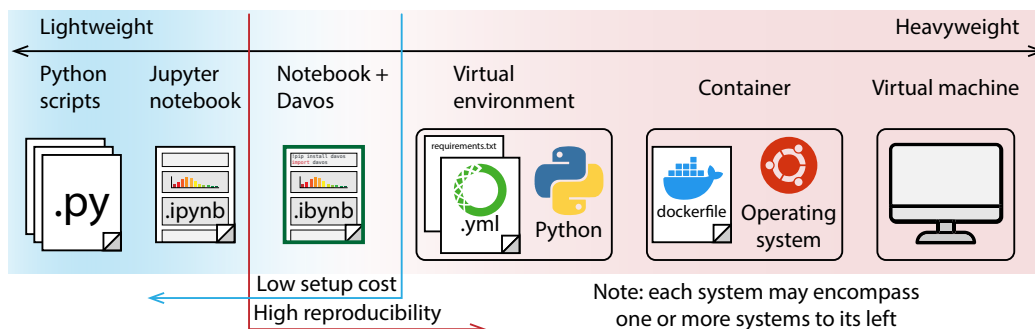 Lightweight
Heavyweight
Python
scripts
Jupyter
notebook
Notebook +
Davos
Virtual
environment
Container
Virtual machine
.py
.ipynb
!pip install davos
import davos
.ibynb
requirements.txt
.yml
Python
dockerfile
Operating
system
Low setup cost
High reproducibility
Note: each system may encompass
one or more systems to its left